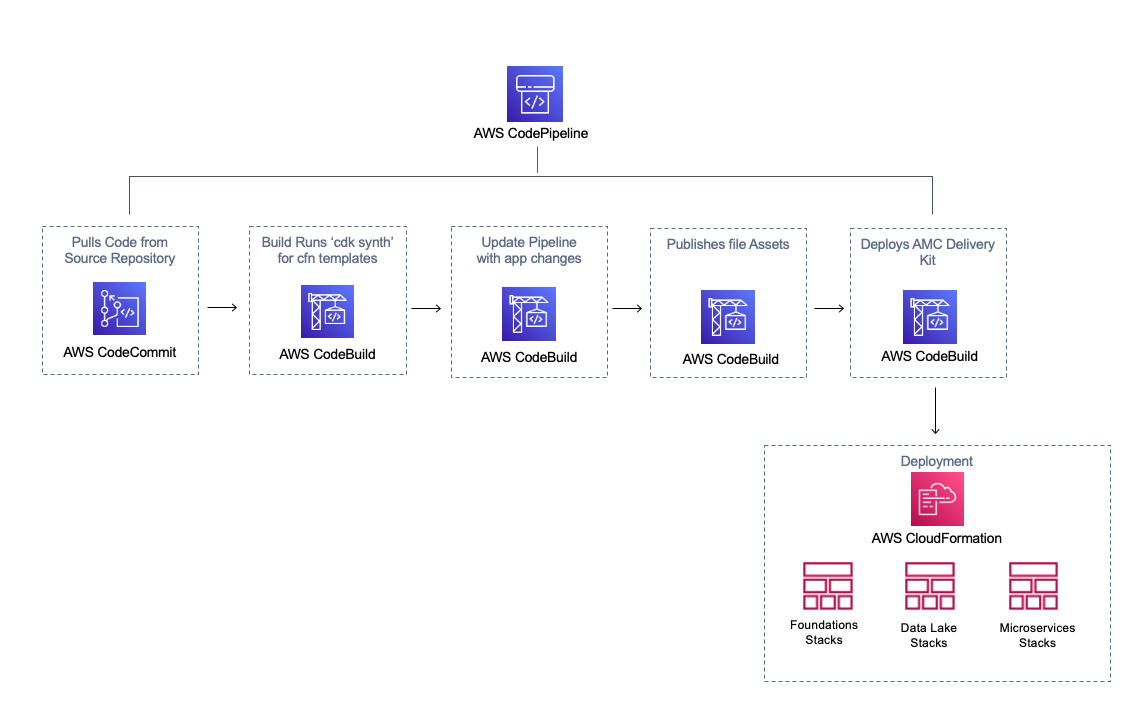 AWS CodePipeline
Pulls Code from
Source Repository
AWS CodeCommit
Build Runs ‘cdk synth’
for cfn templates
AWS CodeBuild
Update Pipeline
with app changes
AWS CodeBuild
Publishes file Assets
AWS CodeBuild
Deploys AMC Delivery
Kit
AWS CodeBuild
Deployment
AWS CloudFormation
Foundations
Stacks
Data Lake
Stacks
Microservices
Stacks